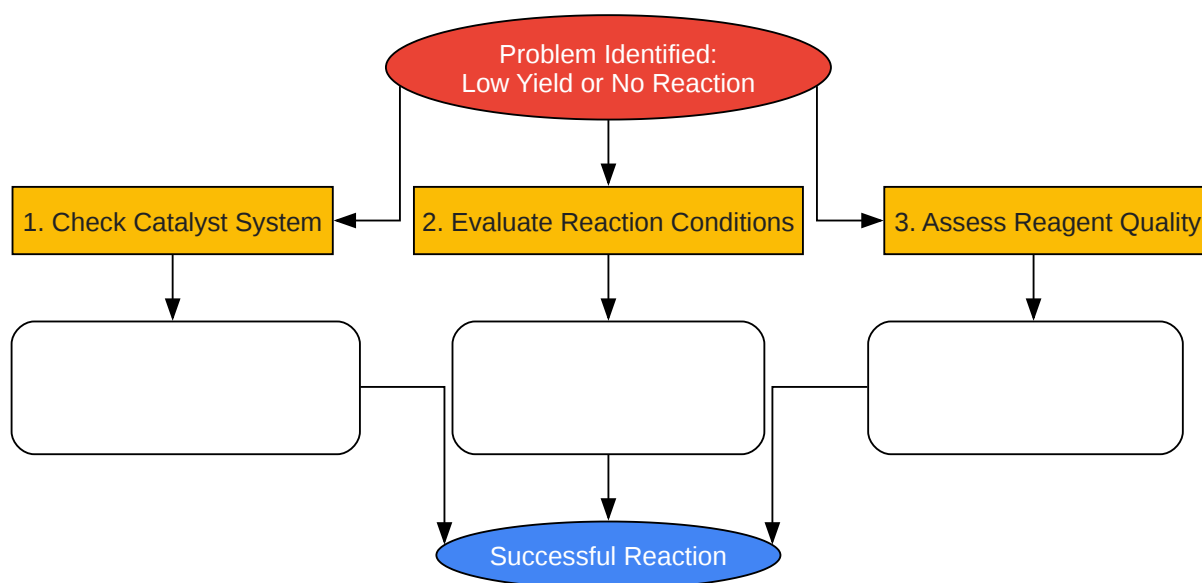 Problem Identified:
Low Yield or No Reaction
1. Check Catalyst System
2. Evaluate Reaction Conditions
3. Assess Reagent Quality
Successful Reaction